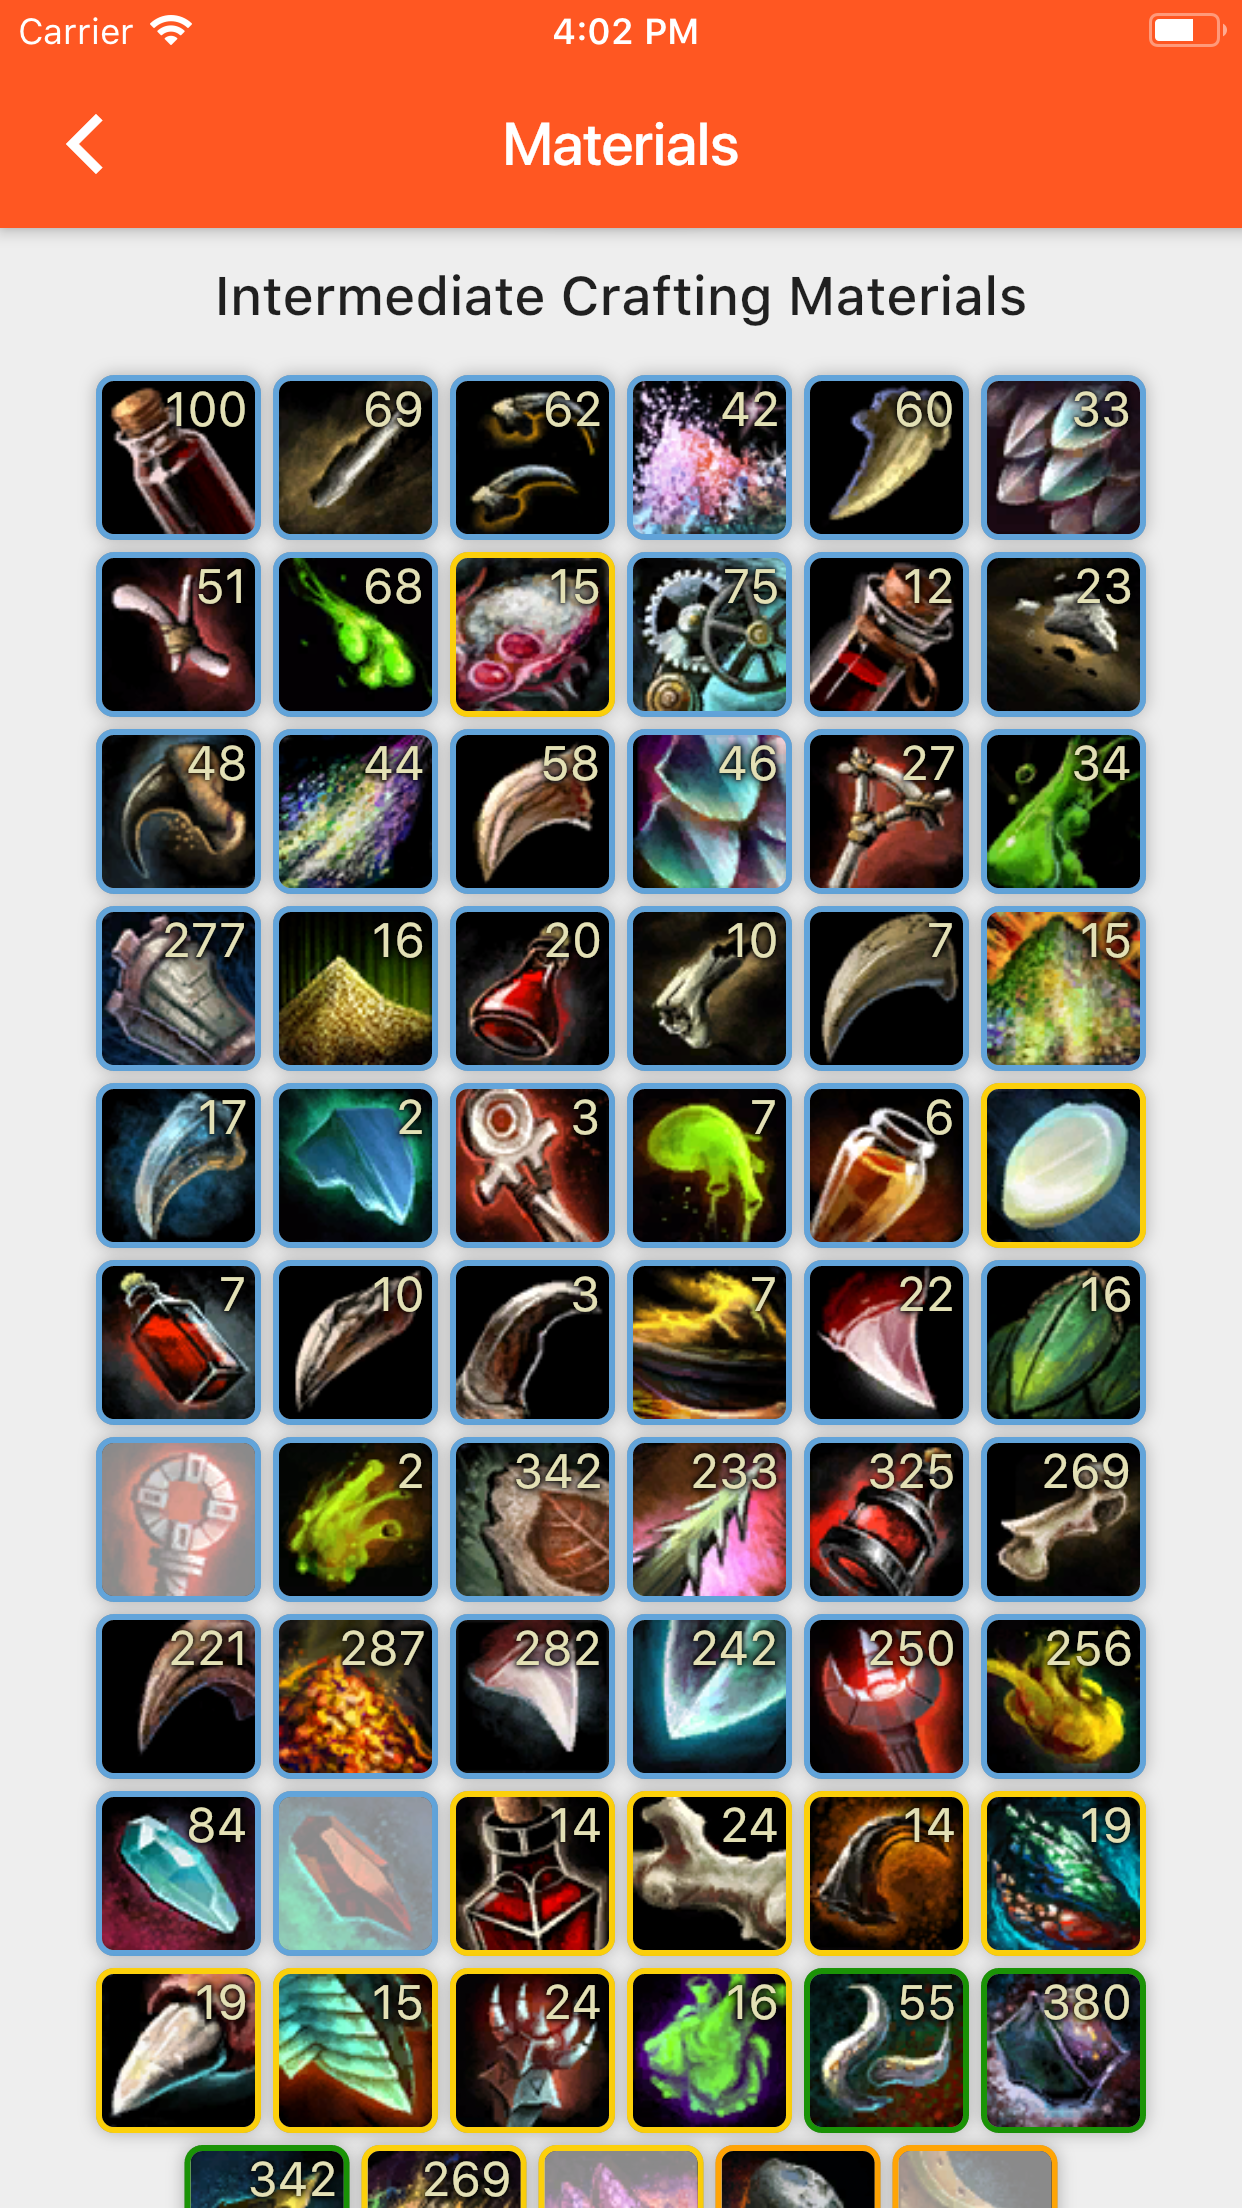 Carrier 4:02 PM
Materials
Intermediate Crafting Materials
100 69 62 42 60 33
51 68 15 75 12 23
48 44 58 46 27 34
277 16 20 10 7 15
17 2 3 7 6
7 10 3 7 22 16
2 342 233 325 269
221 287 282 242 250 256
84 14 24 14 19
19 15 24 16 55 380
342 269